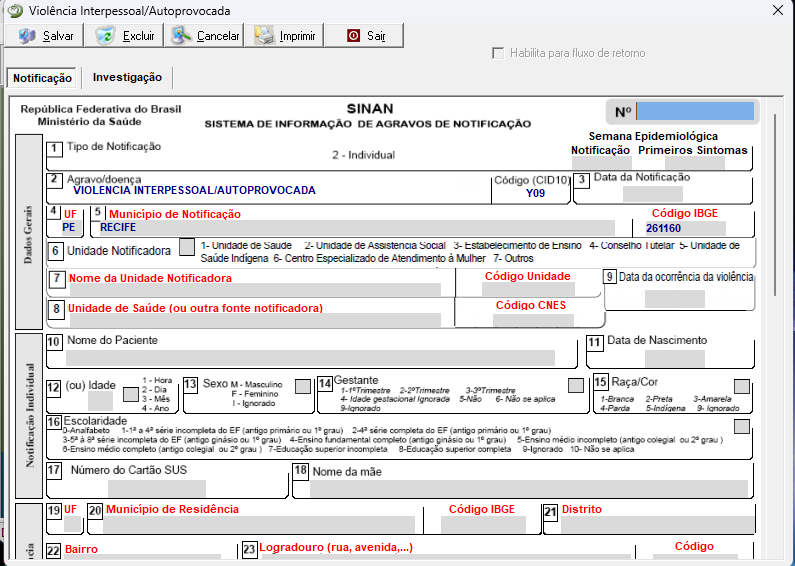 Violência Interpessoal/Autoprovocada
Salvar Excluir Cancelar Imprimir Sair
Habilita para fluxo de retorno
Notificação Investigação
República Federativa do Brasil
Ministério da Saúde
SINAN
SISTEMA DE INFORMAÇÃO DE AGRAVOS DE NOTIFICAÇÃO
Nº
Semana Epidemiológica
Notificação Primeiros Sintomas
Dados Gerais
1 Tipo de Notificação
2 - Individual
2 Agravo/doença
VIOLENCIA INTERPESSOAL/AUTOPROVOCADA
Código (CID10)
Y09
3 Data da Notificação
4 UF
PE
5 Município de Notificação
RECIFE
Código IBGE
261160
6 Unidade Notificadora
1- Unidade de Saúde 2- Unidade de Assistência Social 3- Estabelecimento de Ensino 4- Conselho Tutelar 5- Unidade de
Saúde Indígena 6- Centro Especializado de Atendimento à Mulher 7- Outros
7 Nome da Unidade Notificadora
Código Unidade
9 Data da ocorrência da violência
8 Unidade de Saúde (ou outra fonte notificadora)
Código CNES
Notificação Individual
10 Nome do Paciente
11 Data de Nascimento
12 (ou) Idade
1 - Hora
2 - Dia
3 - Mês
4 - Ano
13 Sexo M - Masculino
F - Feminino
I - Ignorado
14 Gestante
1-1ºTrimestre 2-2ºTrimestre 3-3ºTrimestre
4- Idade gestacional Ignorada 5-Não 6- Não se aplica
9-Ignorado
15 Raça/Cor
1-Branca 2-Preta 3-Amarela
4-Parda 5-Indígena 9- Ignorado
16 Escolaridade
0-Analfabeto 1-1ª a 4ª série incompleta do EF (antigo primário ou 1º grau) 2-4ª série completa do EF (antigo primário ou 1º grau)
3-5ª à 8ª série incompleta do EF (antigo ginásio ou 1º grau) 4-Ensino fundamental completo (antigo ginásio ou 1º grau) 5-Ensino médio incompleto (antigo colegial ou 2º grau )
6-Ensino médio completo (antigo colegial ou 2º grau ) 7-Educação superior incompleta 8-Educação superior completa 9-Ignorado 10- Não se aplica
17 Número do Cartão SUS
18 Nome da mãe
19 UF
20 Município de Residência
Código IBGE
21 Distrito
22 Bairro
23 Logradouro (rua, avenida,...)
Código